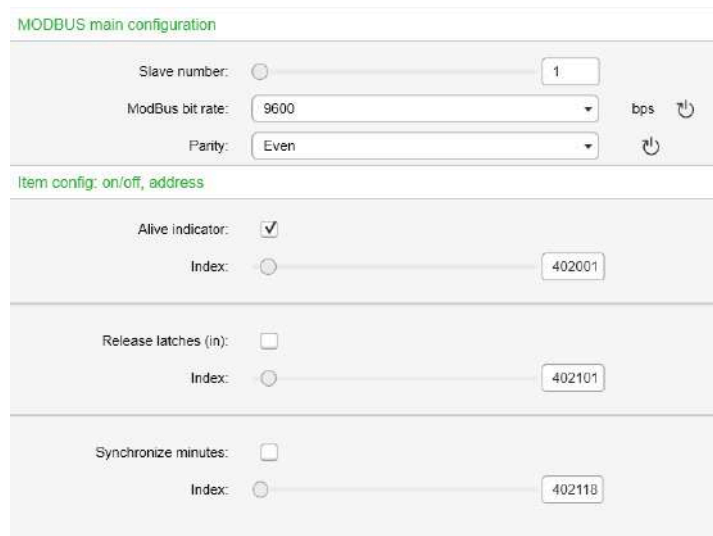 MODBUS main configuration
Slave number: 1
ModBus bit rate: 9600 bps
Parity: Even
Item config: on/off, address
Alive indicator:
Index: 402001
Release latches (in):
Index: 402101
Synchronize minutes:
Index: 402118